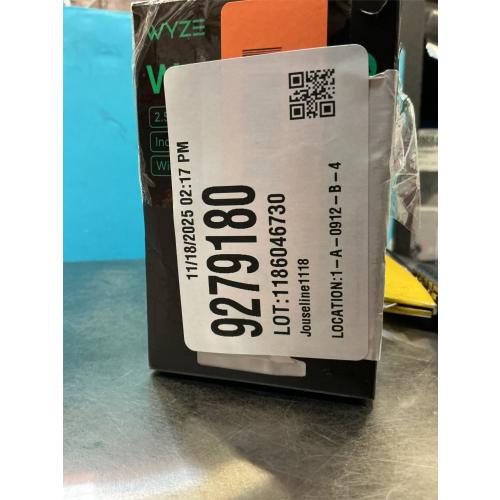 WYZE
11/18/2025 02:17 PM
9279180
LOT:1186046730
Jouseline1118
LOCATION:1-A-0912-B-4